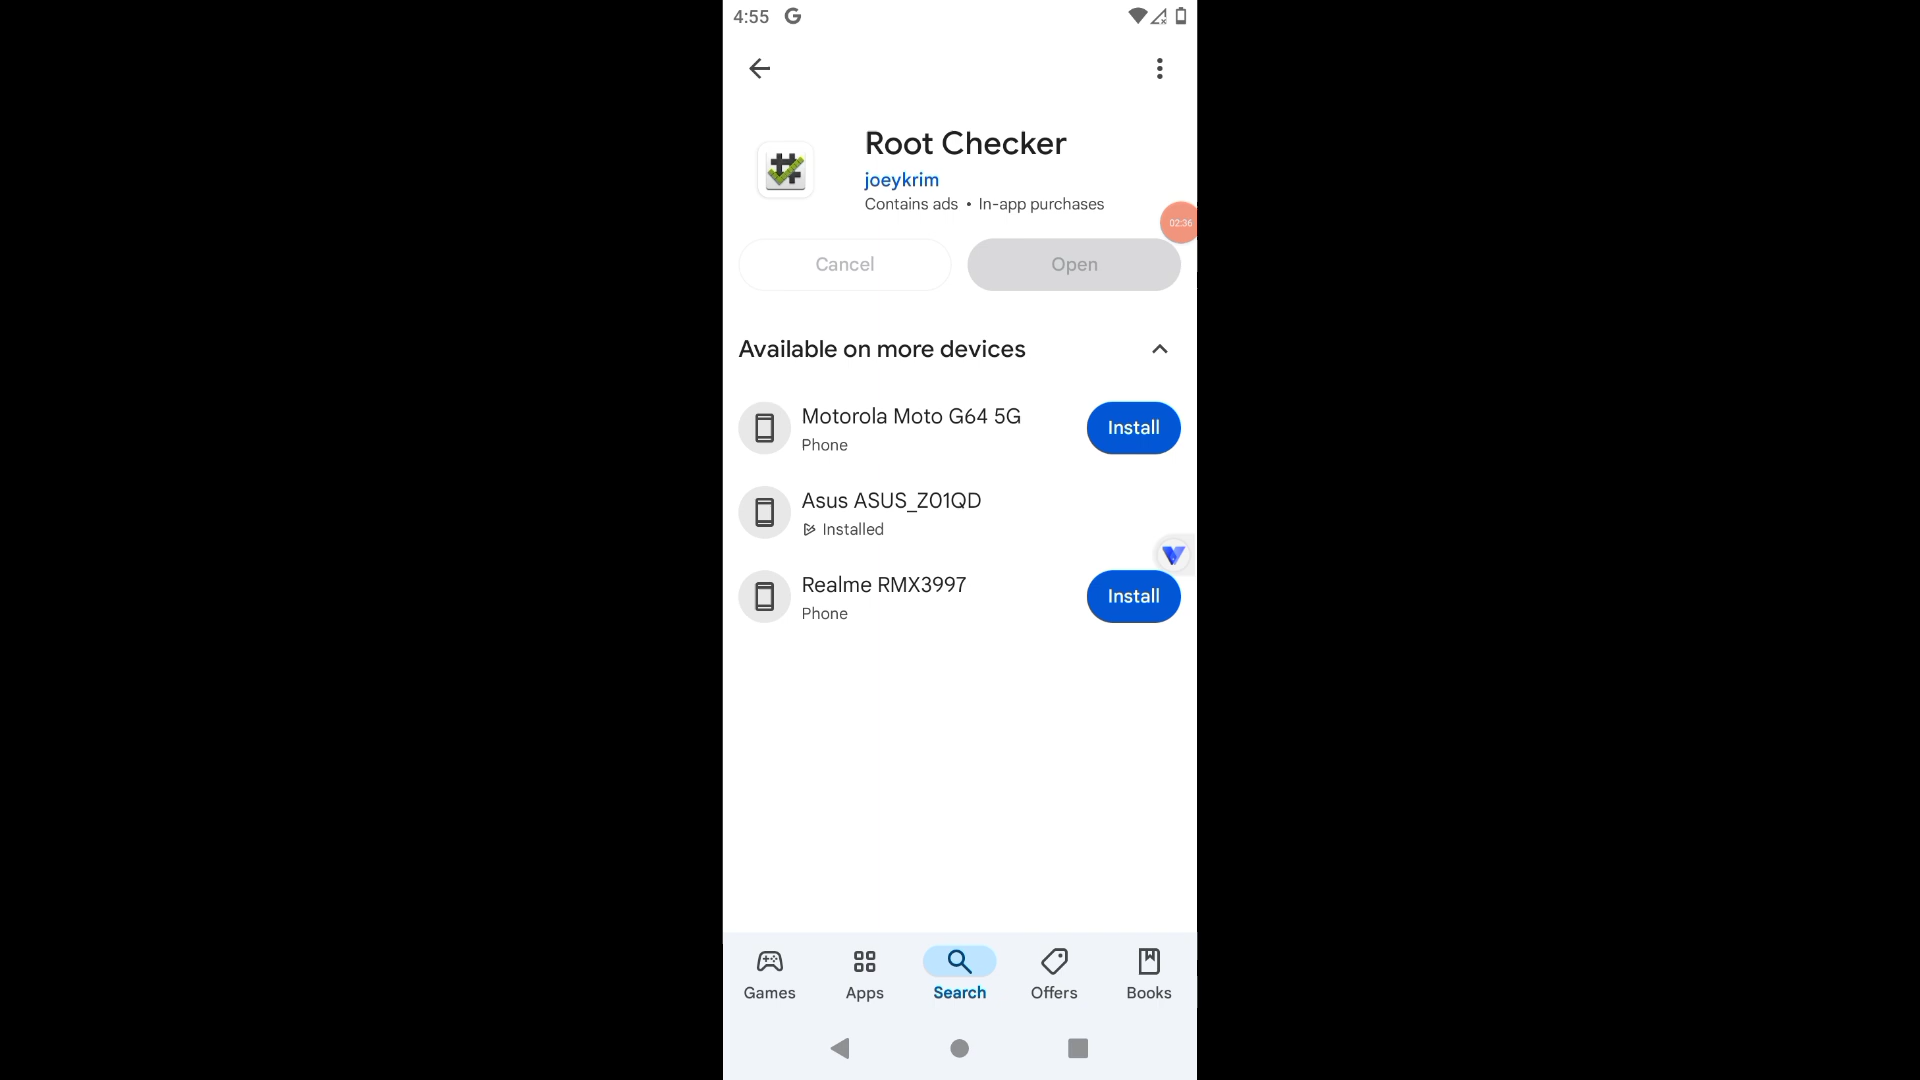 4:55
Root Checker
joeykrim
Contains ads • In-app purchases
02:36
Cancel
Open
Available on more devices
Motorola Moto G64 5G
Phone
Install
Asus ASUS_Z01QD
Installed
Realme RMX3997
Phone
Install
Games
Apps
Search
Offers
Books